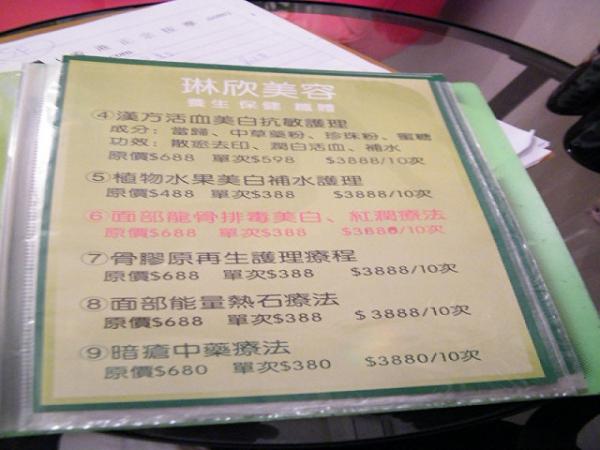 港正宗按摩
琳欣美容
養生 保健 纖體
④漢方活血美白抗敏護理
成分：當歸、中草藥粉、珍珠粉、蜜糖
功效：散瘀去印、潤白活血、補水
原價$688 單次$598 $3888/10次
⑤植物水果美白補水護理
原價$488 單次$388 $3888/10次
⑥面部龍骨排毒美白、紅潤療法
原價$688 單次$388 $3888/10次
⑦骨膠原再生護理療程
原價$688 單次$388 $3888/10次
⑧面部能量熱石療法
原價$688 單次$388 $3888/10次
⑨暗瘡中藥療法
原價$680 單次$380 $3880/10次